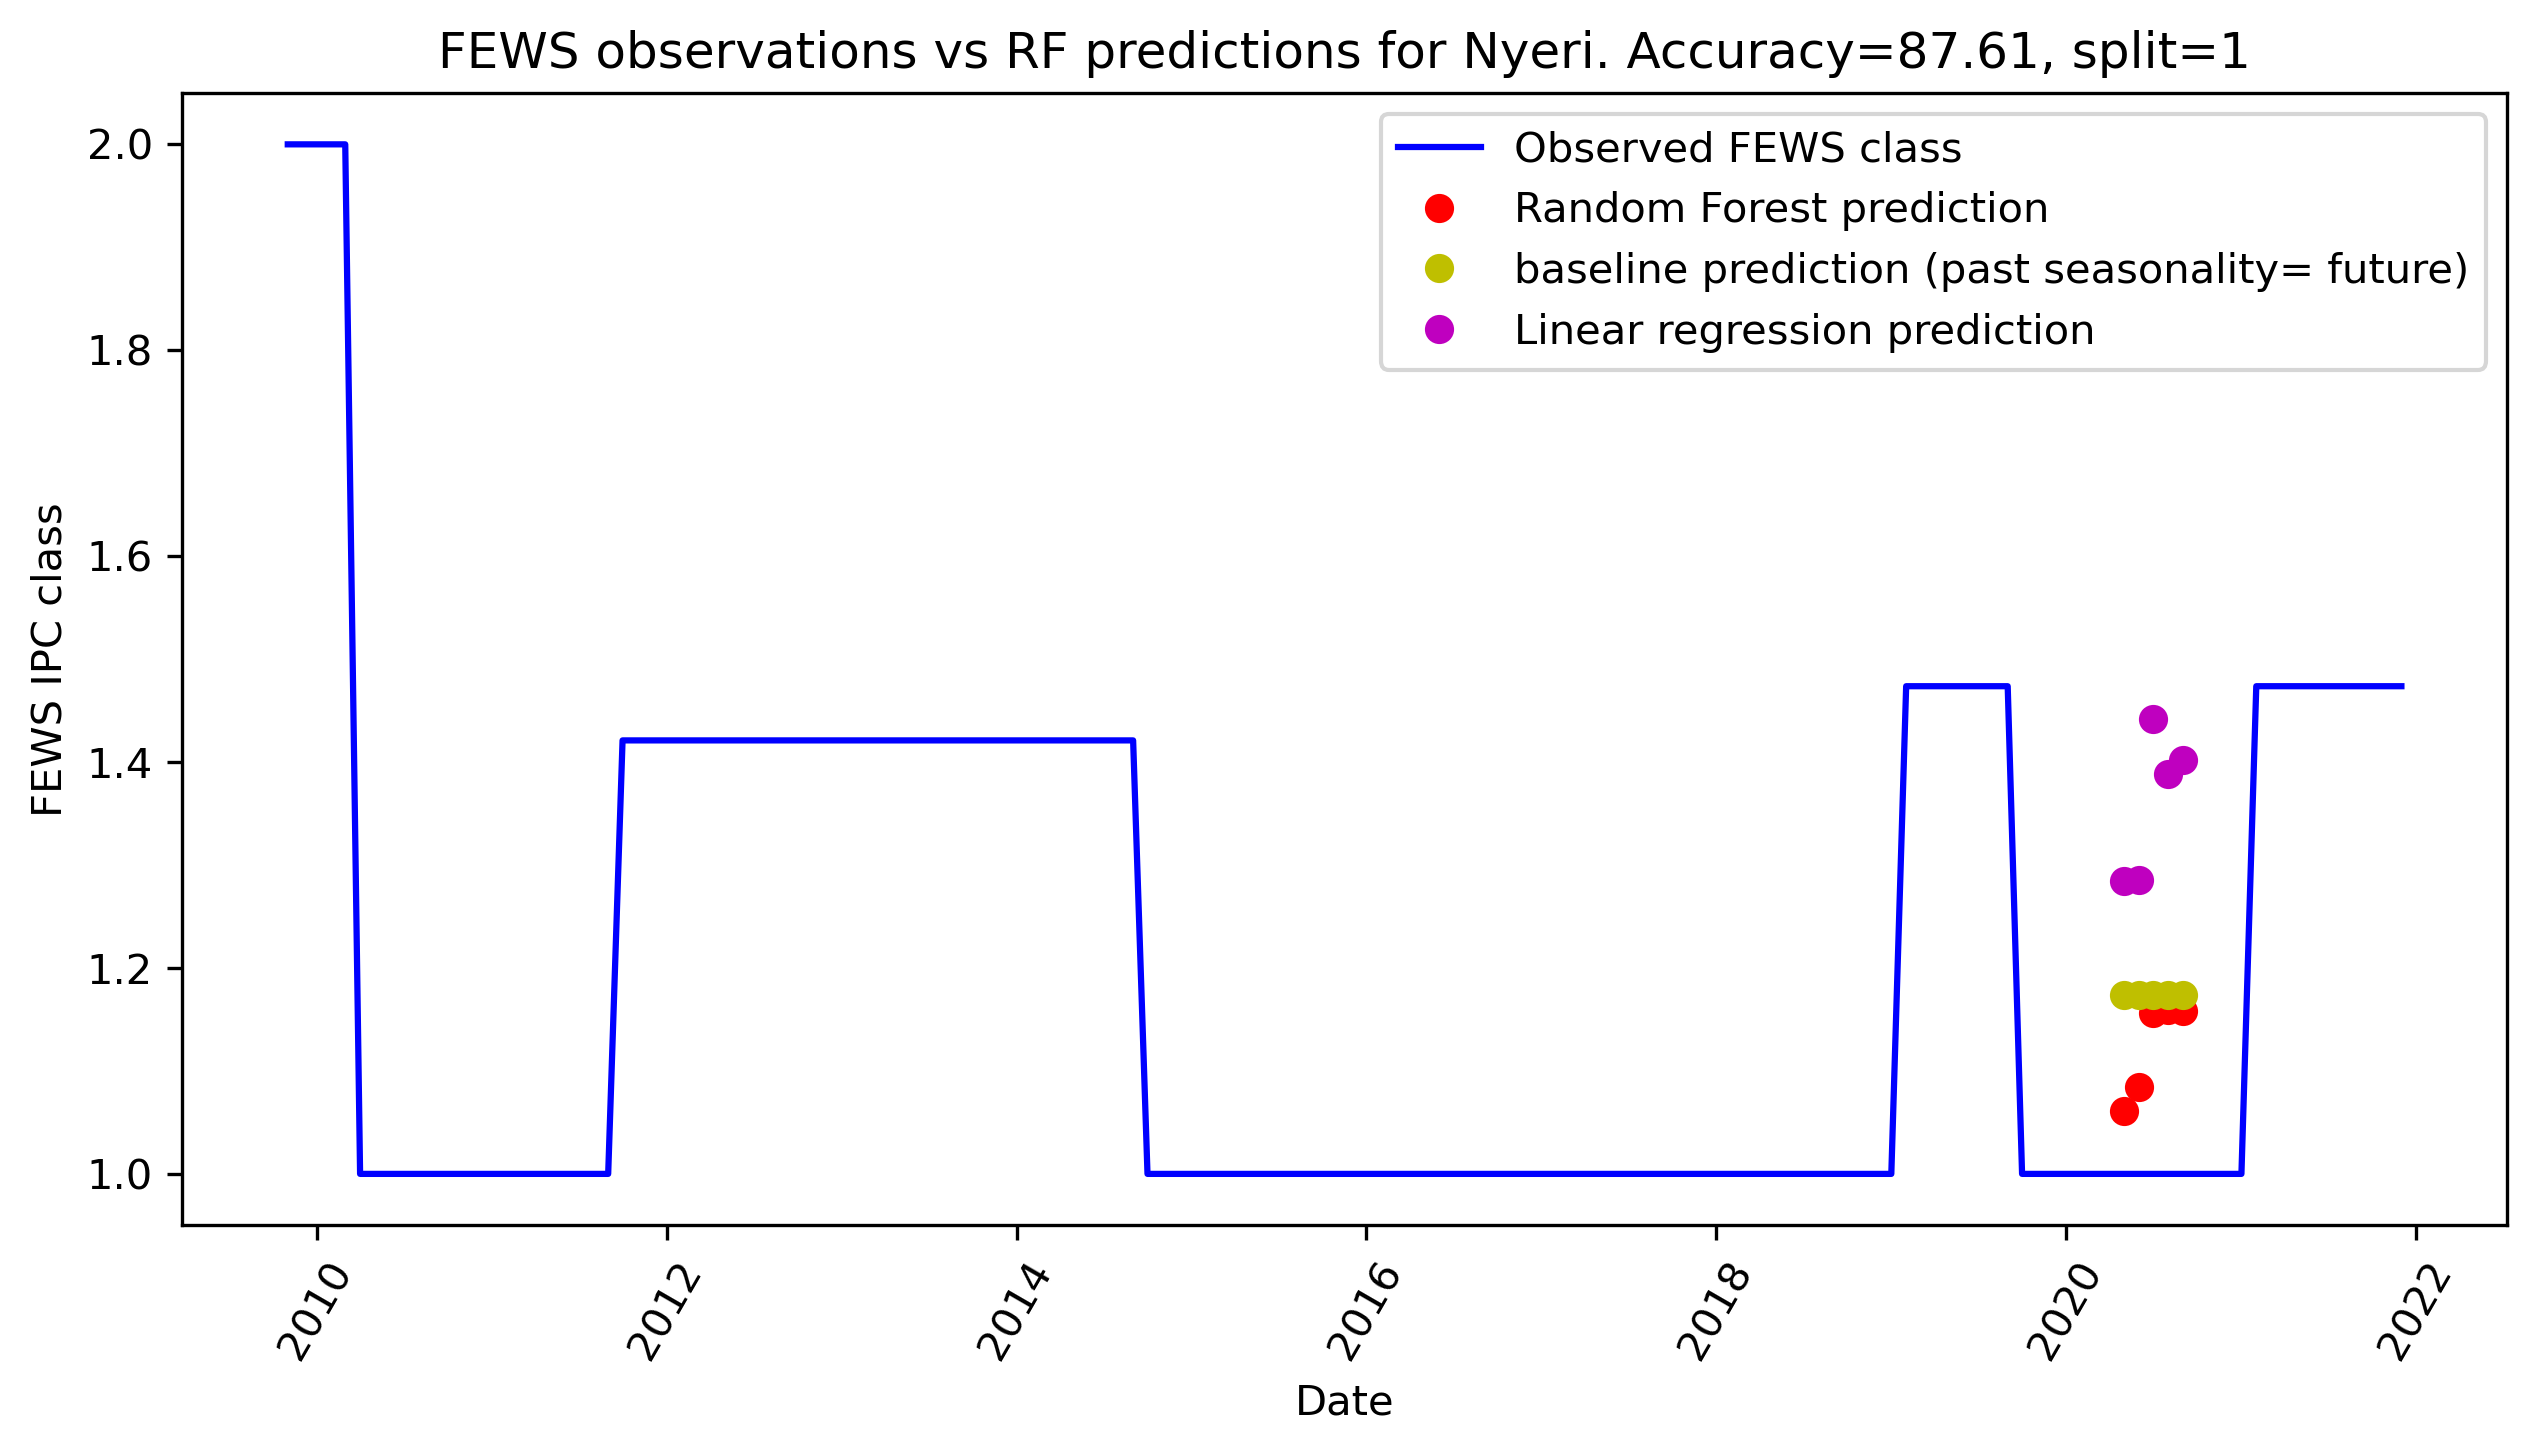 FEWS observations vs RF predictions for Nyeri. Accuracy=87.61, split=1
Observed FEWS class
Random Forest prediction
baseline prediction (past seasonality= future)
Linear regression prediction
FEWS IPC class
2.0
1.8
1.6
1.4
1.2
1.0
2010
2012
2014
2016
2018
2020
2022
Date